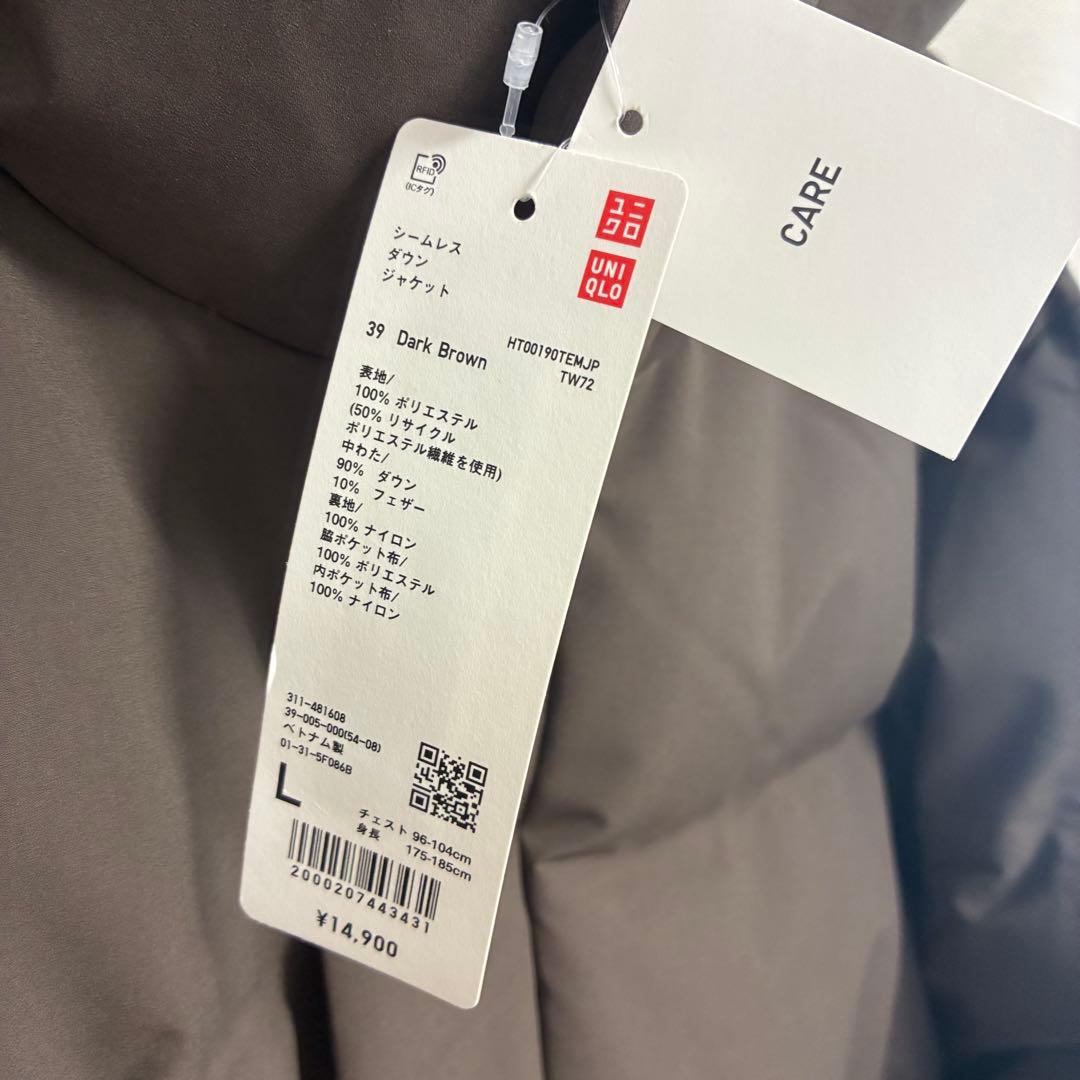 RFID
(ICタグ)
ユニ
クロ
UNI
QLO
シームレス
ダウン
ジャケット
39 Dark Brown
HT00190TEMJP
TW72
表地/
100% ポリエステル
(50% リサイクル
ポリエステル繊維を使用)
中わた/
90% ダウン
10% フェザー
裏地/
100% ナイロン
脇ポケット布/
100% ポリエステル
内ポケット布/
100% ナイロン
311-481608
39-005-000(54-08)
ベトナム製
01-31-5F086B
L
チェスト 96-104cm
身長 175-185cm
2000207443431
¥14,900
CARE